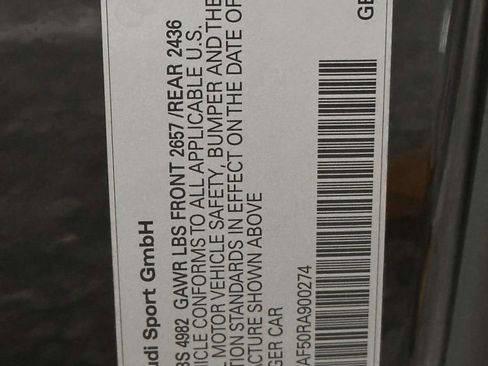 udi Sport GmbH
BS 4982 GAWR LBS FRONT 2657 /REAR 2436
HICLE CONFORMS TO ALL APPLICABLE U.S.
L MOTOR VEHICLE SAFETY, BUMPER AND THE
TION STANDARDS IN EFFECT ON THE DATE OF
ACTURE SHOWN ABOVE
GER CAR
AF50RA900274
GE